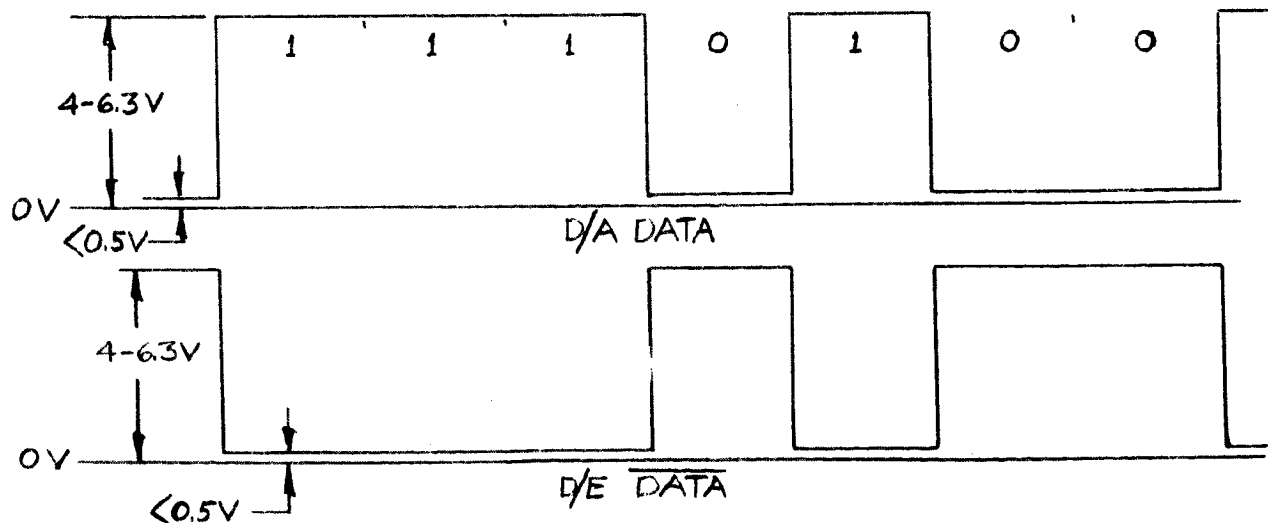 1 1 1 0 1 0 0
4-6.3V
0V
<0.5V
D/A DATA
4-6.3V
0V
D/E DATA
<0.5V